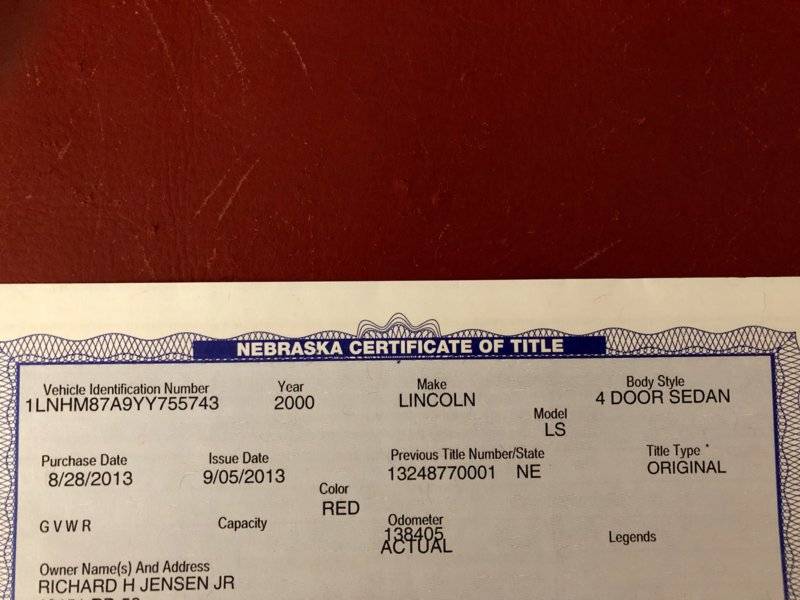 NEBRASKA CERTIFICATE OF TITLE
Vehicle Identification Number Year Make Body Style
1LNHM87A9YY755743 2000 LINCOLN 4 DOOR SEDAN
Model
LS
Purchase Date Issue Date Previous Title Number/State Title Type *
8/28/2013 9/05/2013 13248770001 NE ORIGINAL
Color
RED
G V W R Capacity Odometer Legends
138405
ACTUAL
Owner Name(s) And Address
RICHARD H JENSEN JR